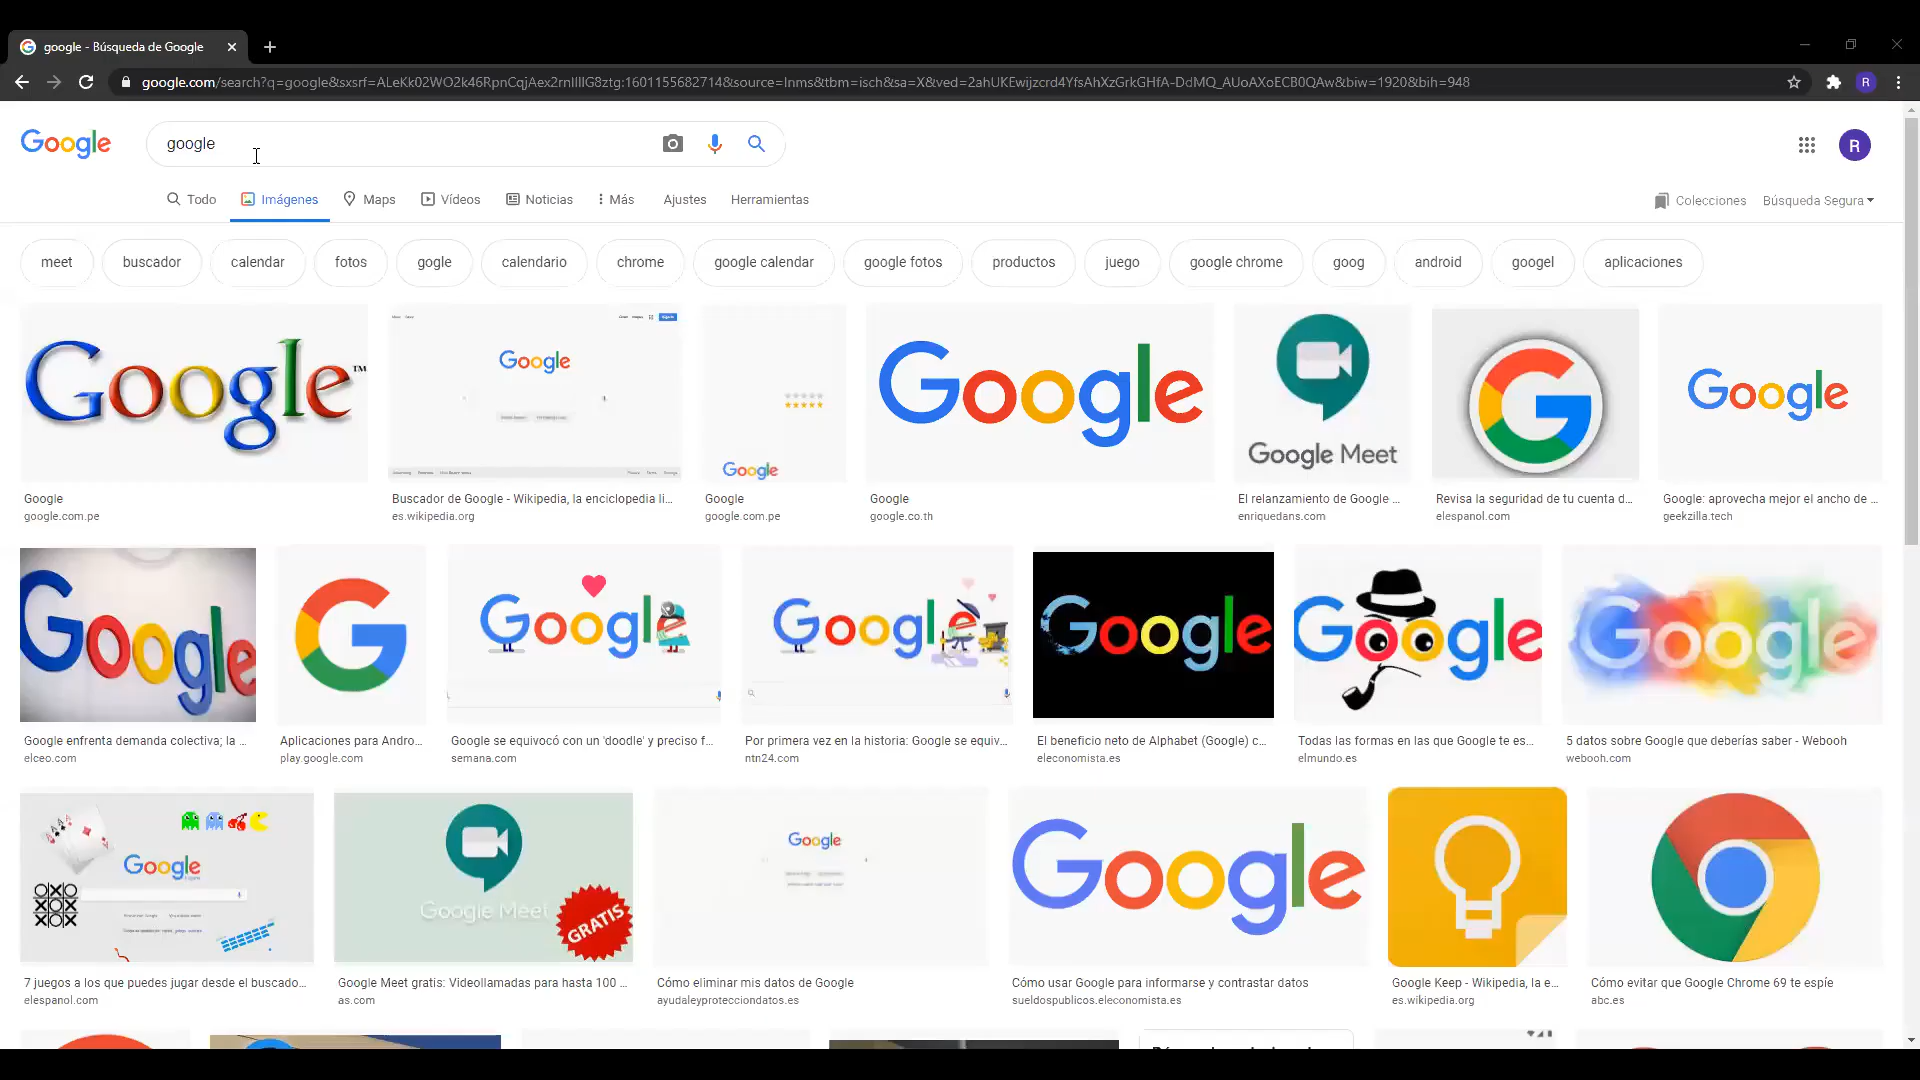 google - Búsqueda de Google
google.com/search?q=google&sxsrf=ALeKk02WO2k46RpnCqjAex2rnIlllG8ztg:1601155682714&source=lnms&tbm=isch&sa=X&ved=2ahUKEwijzcrd4YfsAhXzGrkGHfA-DdMQ_AUoAXoECB0QAw&biw=1920&bih=948
R
Google
google
R
Todo
Imágenes
Maps
Vídeos
Noticias
Más
Ajustes
Herramientas
Colecciones
Búsqueda Segura
meet
buscador
calendar
fotos
gogle
calendario
chrome
google calendar
google fotos
productos
juego
google chrome
goog
android
googel
aplicaciones
Google™
Google
Google
Google
Google Meet
G
Google
Google
google.com.pe
Buscador de Google - Wikipedia, la enciclopedia li...
es.wikipedia.org
Google
google.com.pe
Google
google.co.th
El relanzamiento de Google ...
enriquedans.com
Revisa la seguridad de tu cuenta d...
elespanol.com
Google: aprovecha mejor el ancho de ...
geekzilla.tech
Google
G
Google
Google
Google
Google
Google
Google enfrenta demanda colectiva; la ...
elceo.com
Aplicaciones para Andro...
play.google.com
Google se equivocó con un 'doodle' y preciso f...
semana.com
Por primera vez en la historia: Google se equiv...
ntn24.com
El beneficio neto de Alphabet (Google) c...
eleconomista.es
Todas las formas en las que Google te es...
elmundo.es
5 datos sobre Google que deberías saber - Webooh
webooh.com
Google
Google Meet
GRATIS
Google
Google
7 juegos a los que puedes jugar desde el buscado...
elespanol.com
Google Meet gratis: Videollamadas para hasta 100 ...
as.com
Cómo eliminar mis datos de Google
ayudaleyprotecciondatos.es
Cómo usar Google para informarse y contrastar datos
sueldospublicos.eleconomista.es
Google Keep - Wikipedia, la e...
es.wikipedia.org
Cómo evitar que Google Chrome 69 te espíe
abc.es